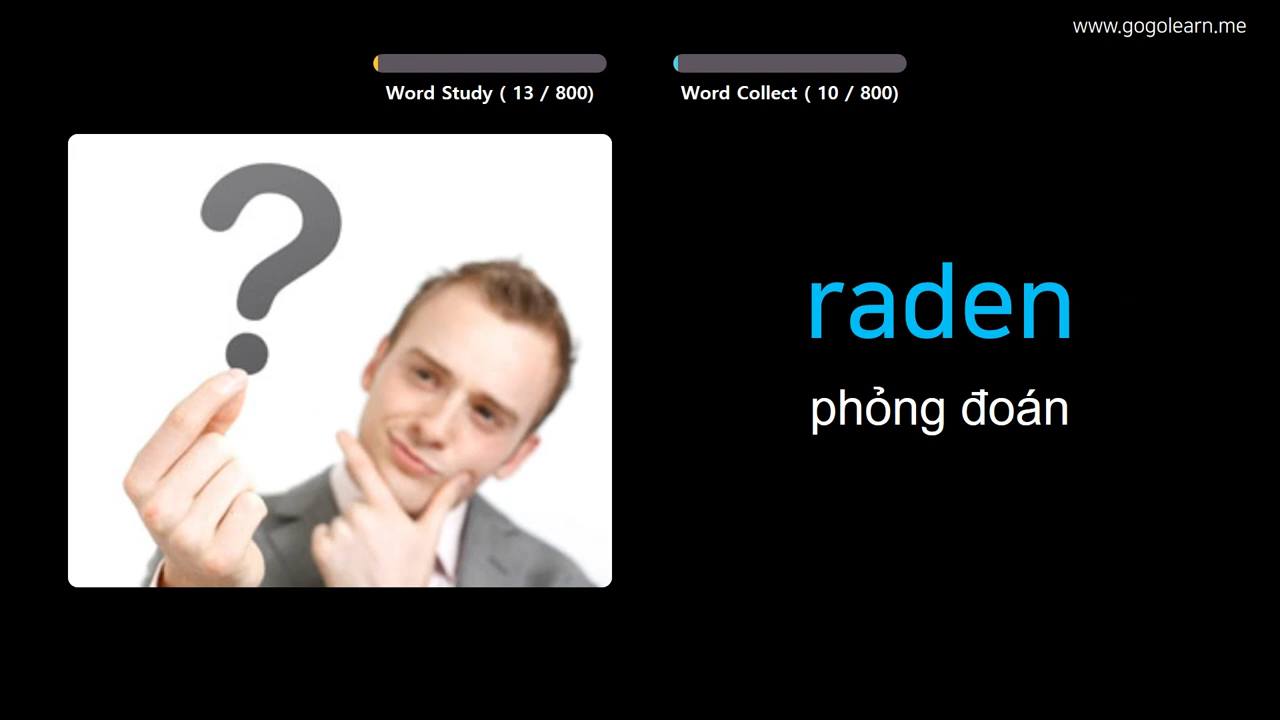 www.gogolearn.me
Word Study ( 13 / 800)
Word Collect ( 10 / 800)
?
raden
phỏng đoán